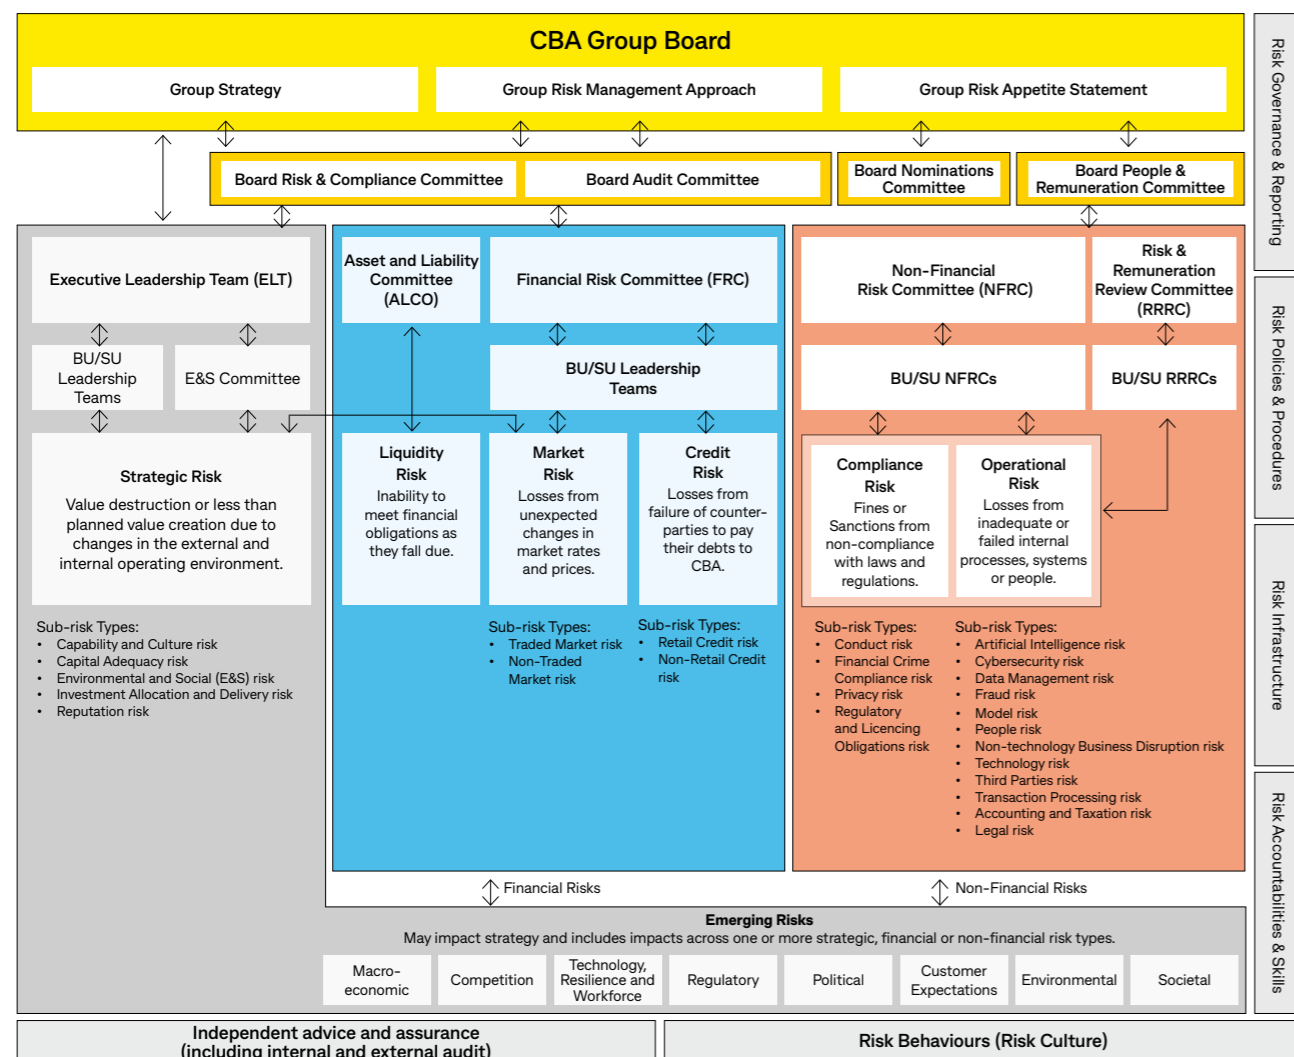 CBA Group Board
Group Strategy
Group Risk Management Approach
Group Risk Appetite Statement
Board Risk & Compliance Committee
Board Audit Committee
Board Nominations
Committee
Board People &
Remuneration Committee
Executive Leadership Team (ELT)
BU/SU
Leadership
Teams
E&S Committee
Strategic Risk
Value destruction or less than
planned value creation due to
changes in the external and
internal operating environment.
Sub-risk Types:
• Capability and Culture risk
• Capital Adequacy risk
• Environmental and Social (E&S) risk
• Investment Allocation and Delivery risk
• Reputation risk
Asset and Liability
Committee
(ALCO)
Financial Risk Committee (FRC)
BU/SU Leadership
Teams
Liquidity
Risk
Inability to
meet financial
obligations as
they fall due.
Market
Risk
Losses from
unexpected
changes in
market rates
and prices.
Sub-risk Types:
• Traded Market risk
• Non-Traded
Market risk
Credit
Risk
Losses from
failure of counter-
parties to pay
their debts to
CBA.
Sub-risk Types:
• Retail Credit risk
• Non-Retail Credit
risk
Non-Financial
Risk Committee (NFRC)
Risk &
Remuneration
Review Committee
(RRRC)
BU/SU NFRCs
BU/SU RRRCs
Compliance
Risk
Fines or
Sanctions from
non-compliance
with laws and
regulations.
Sub-risk Types:
• Conduct risk
• Financial Crime
Compliance risk
• Privacy risk
• Regulatory
and Licencing
Obligations risk
Operational
Risk
Losses from
inadequate or
failed internal
processes, systems
or people.
Sub-risk Types:
• Artificial Intelligence risk
• Cybersecurity risk
• Data Management risk
• Fraud risk
• Model risk
• People risk
• Non-technology Business Disruption risk
• Technology risk
• Third Parties risk
• Transaction Processing risk
• Accounting and Taxation risk
• Legal risk
Financial Risks
Non-Financial Risks
Emerging Risks
May impact strategy and includes impacts across one or more strategic, financial or non-financial risk types.
Macro-
economic
Competition
Technology,
Resilience and
Workforce
Regulatory
Political
Customer
Expectations
Environmental
Societal
Independent advice and assurance
(including internal and external audit)
Risk Behaviours (Risk Culture)
Risk Governance & Reporting
Risk Policies & Procedures
Risk Infrastructure
Risk Accountabilities & Skills